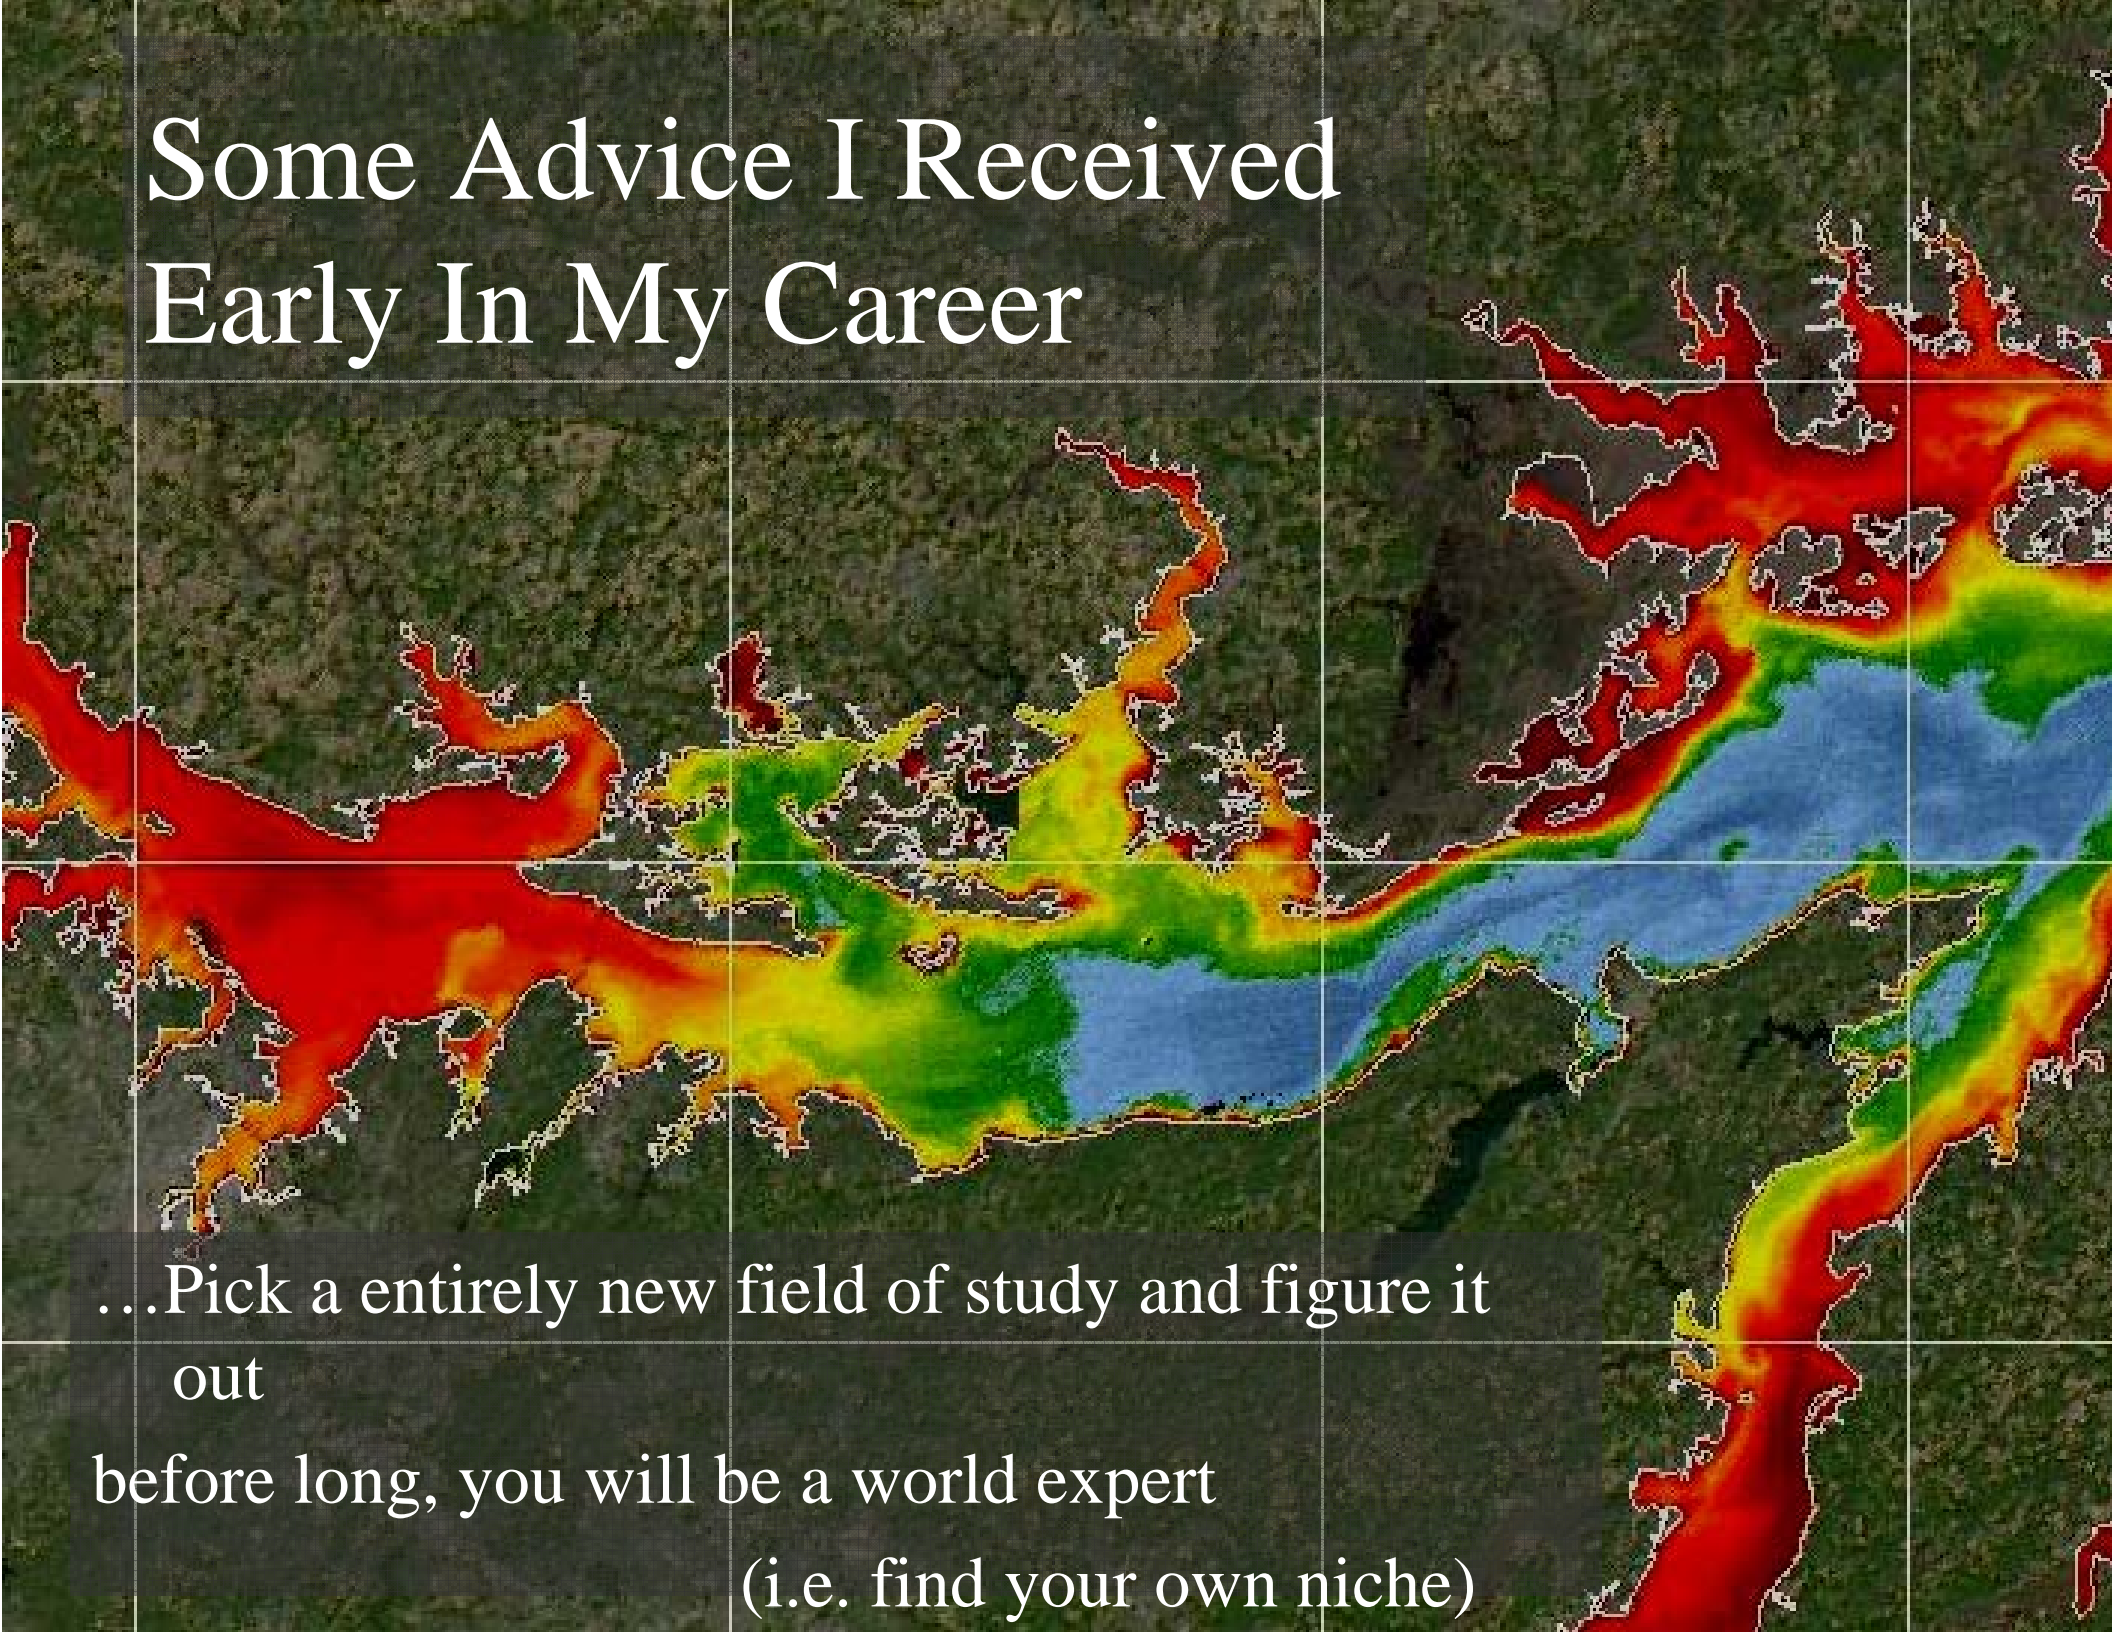 Some Advice I Received
Early In My Career
…Pick a entirely new field of study and figure it
out
before long, you will be a world expert
(i.e. find your own niche)